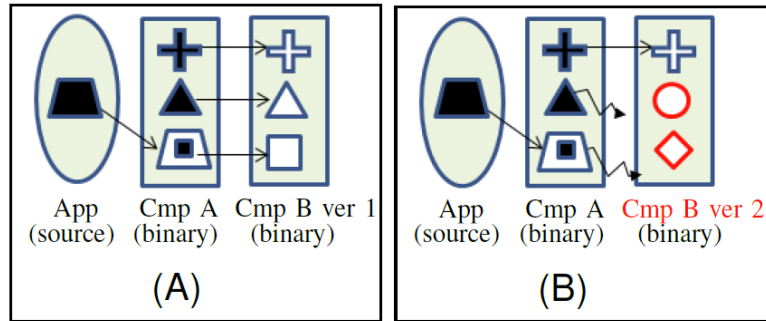 App Cmp A Cmp B ver 1
(source) (binary) (binary)
(A)
App Cmp A Cmp B ver 2
(source) (binary) (binary)
(B)